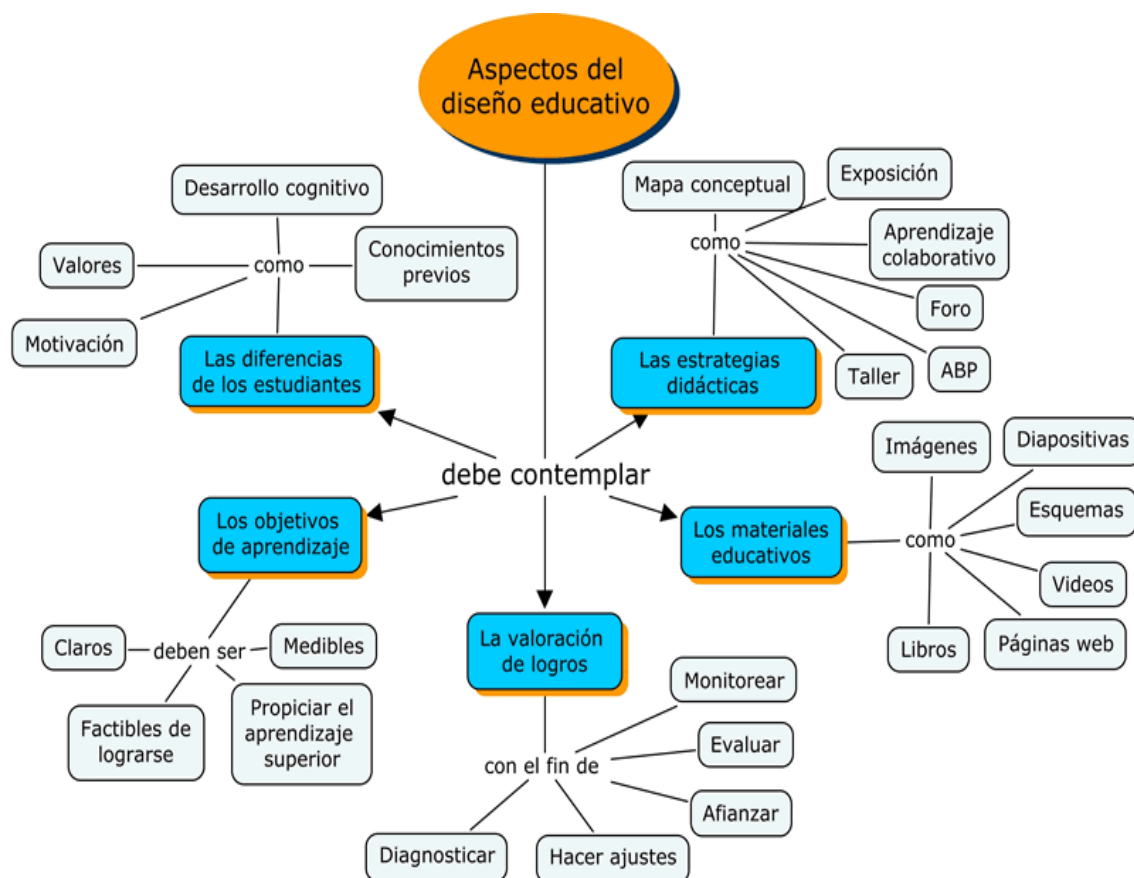 Aspectos del
diseño educativo
Desarrollo cognitivo
Valores
como
Conocimientos
previos
Motivación
Las diferencias
de los estudiantes
Mapa conceptual
Exposición
como
Aprendizaje
colaborativo
Foro
ABP
Taller
Las estrategias
didácticas
debe contemplar
Los objetivos
de aprendizaje
Claros
deben ser
Medibles
Factibles de
lograrse
Propiciar el
aprendizaje
superior
La valoración
de logros
con el fin de
Monitorear
Evaluar
Afianzar
Hacer ajustes
Diagnosticar
Los materiales
educativos
como
Imágenes
Diapositivas
Esquemas
Videos
Páginas web
Libros